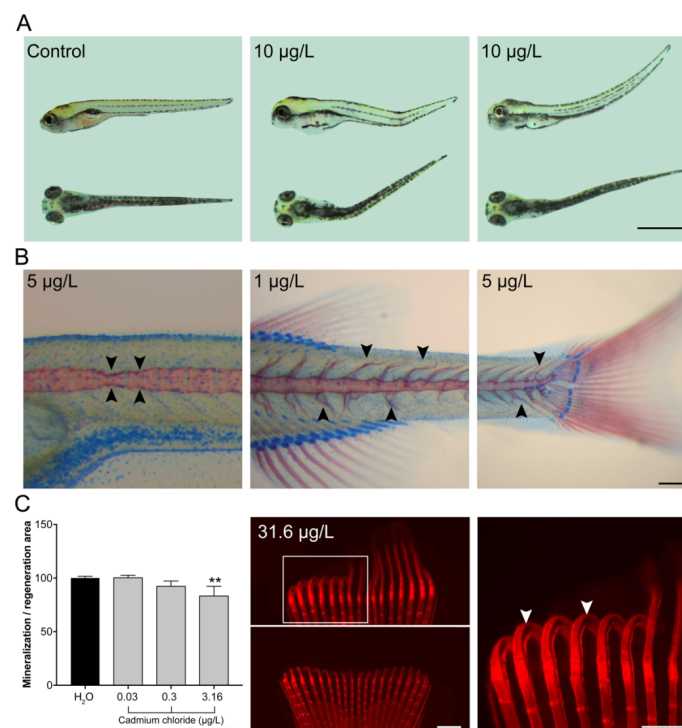 A
Control
10 µg/L
10 µg/L
B
5 µg/L
1 µg/L
5 µg/L
C
Mineralization / regeneration area
150
100
50
0
**
H₂O
0.03
0.3
3.16
Cadmium chloride (µg/L)
31.6 µg/L